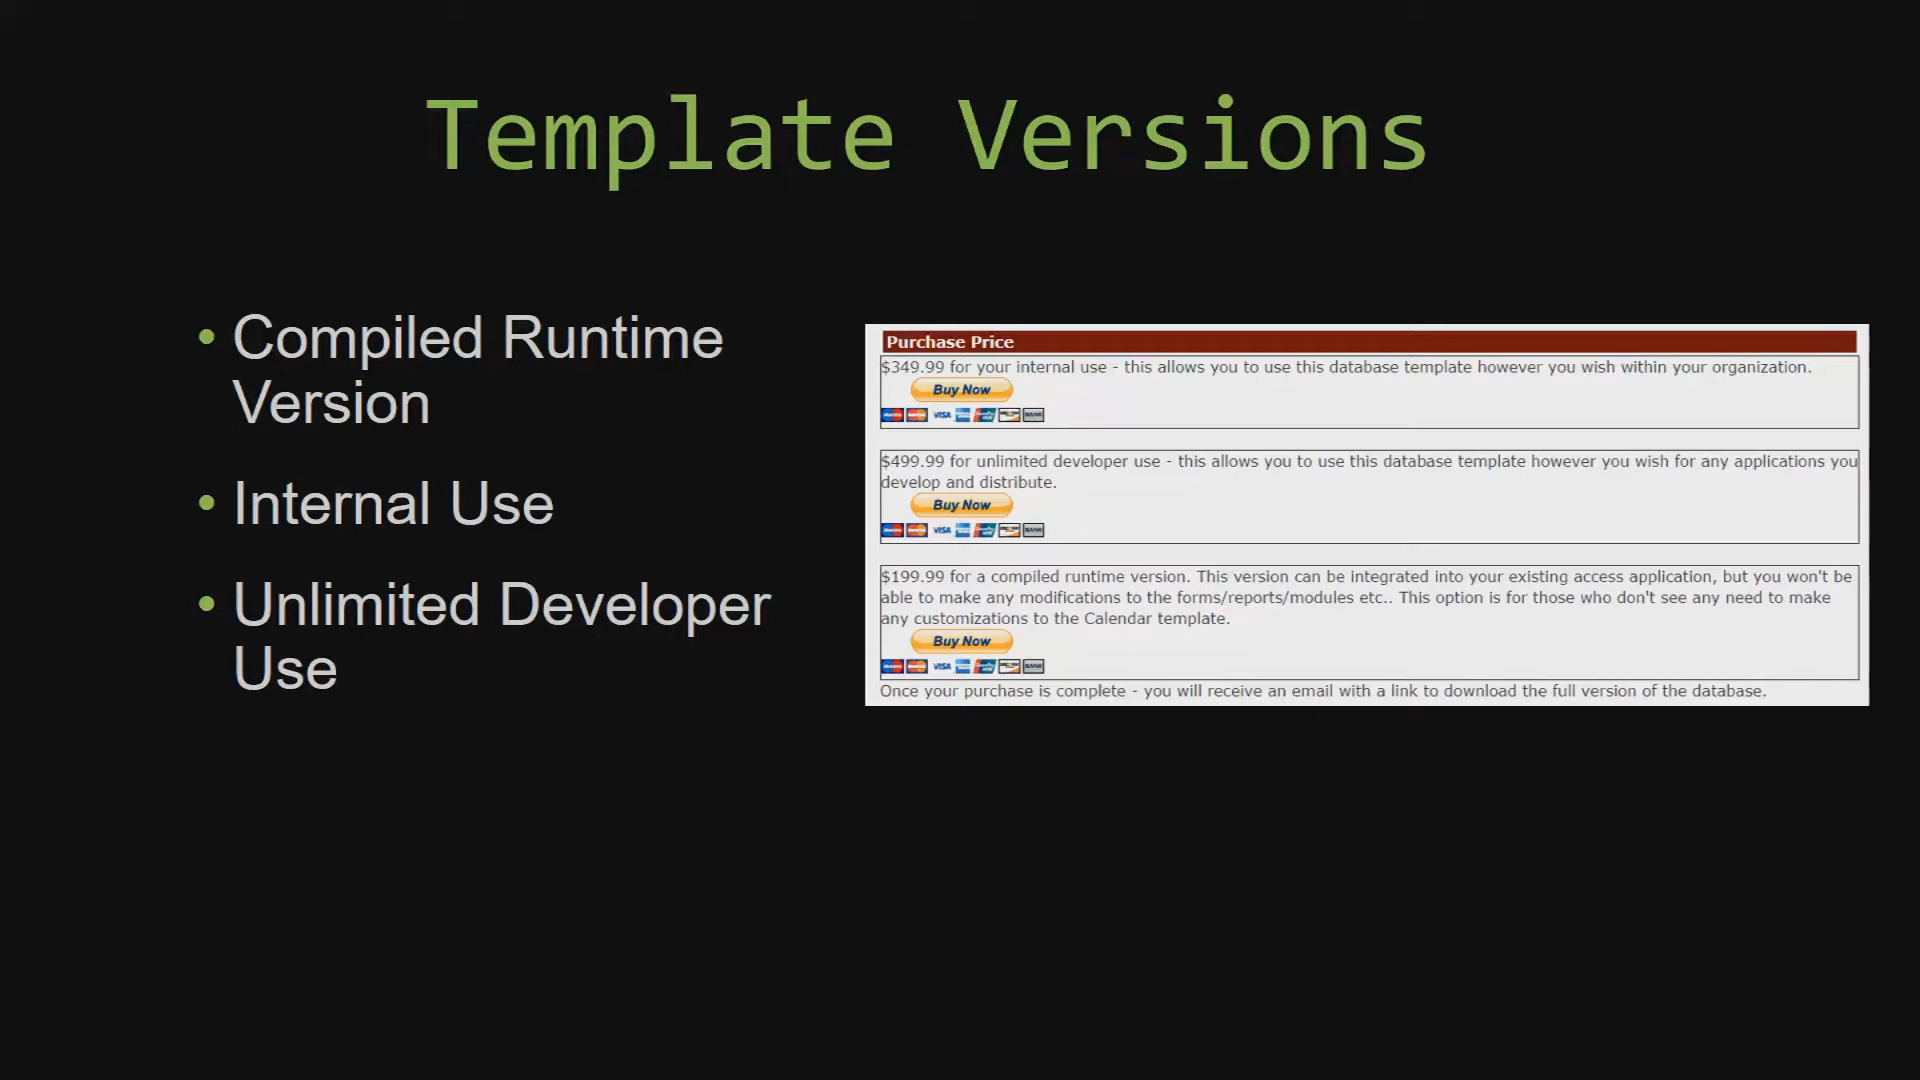 Template Versions
• Compiled Runtime
Version
• Internal Use
• Unlimited Developer
Use
Purchase Price
$349.99 for your internal use - this allows you to use this database template however you wish within your organization.
Buy Now
VISA
BANK
$499.99 for unlimited developer use - this allows you to use this database template however you wish for any applications you
develop and distribute.
Buy Now
VISA
BANK
$199.99 for a compiled runtime version. This version can be integrated into your existing access application, but you won't be
able to make any modifications to the forms/reports/modules etc.. This option is for those who don't see any need to make
any customizations to the Calendar template.
Buy Now
VISA
BANK
Once your purchase is complete - you will receive an email with a link to download the full version of the database.